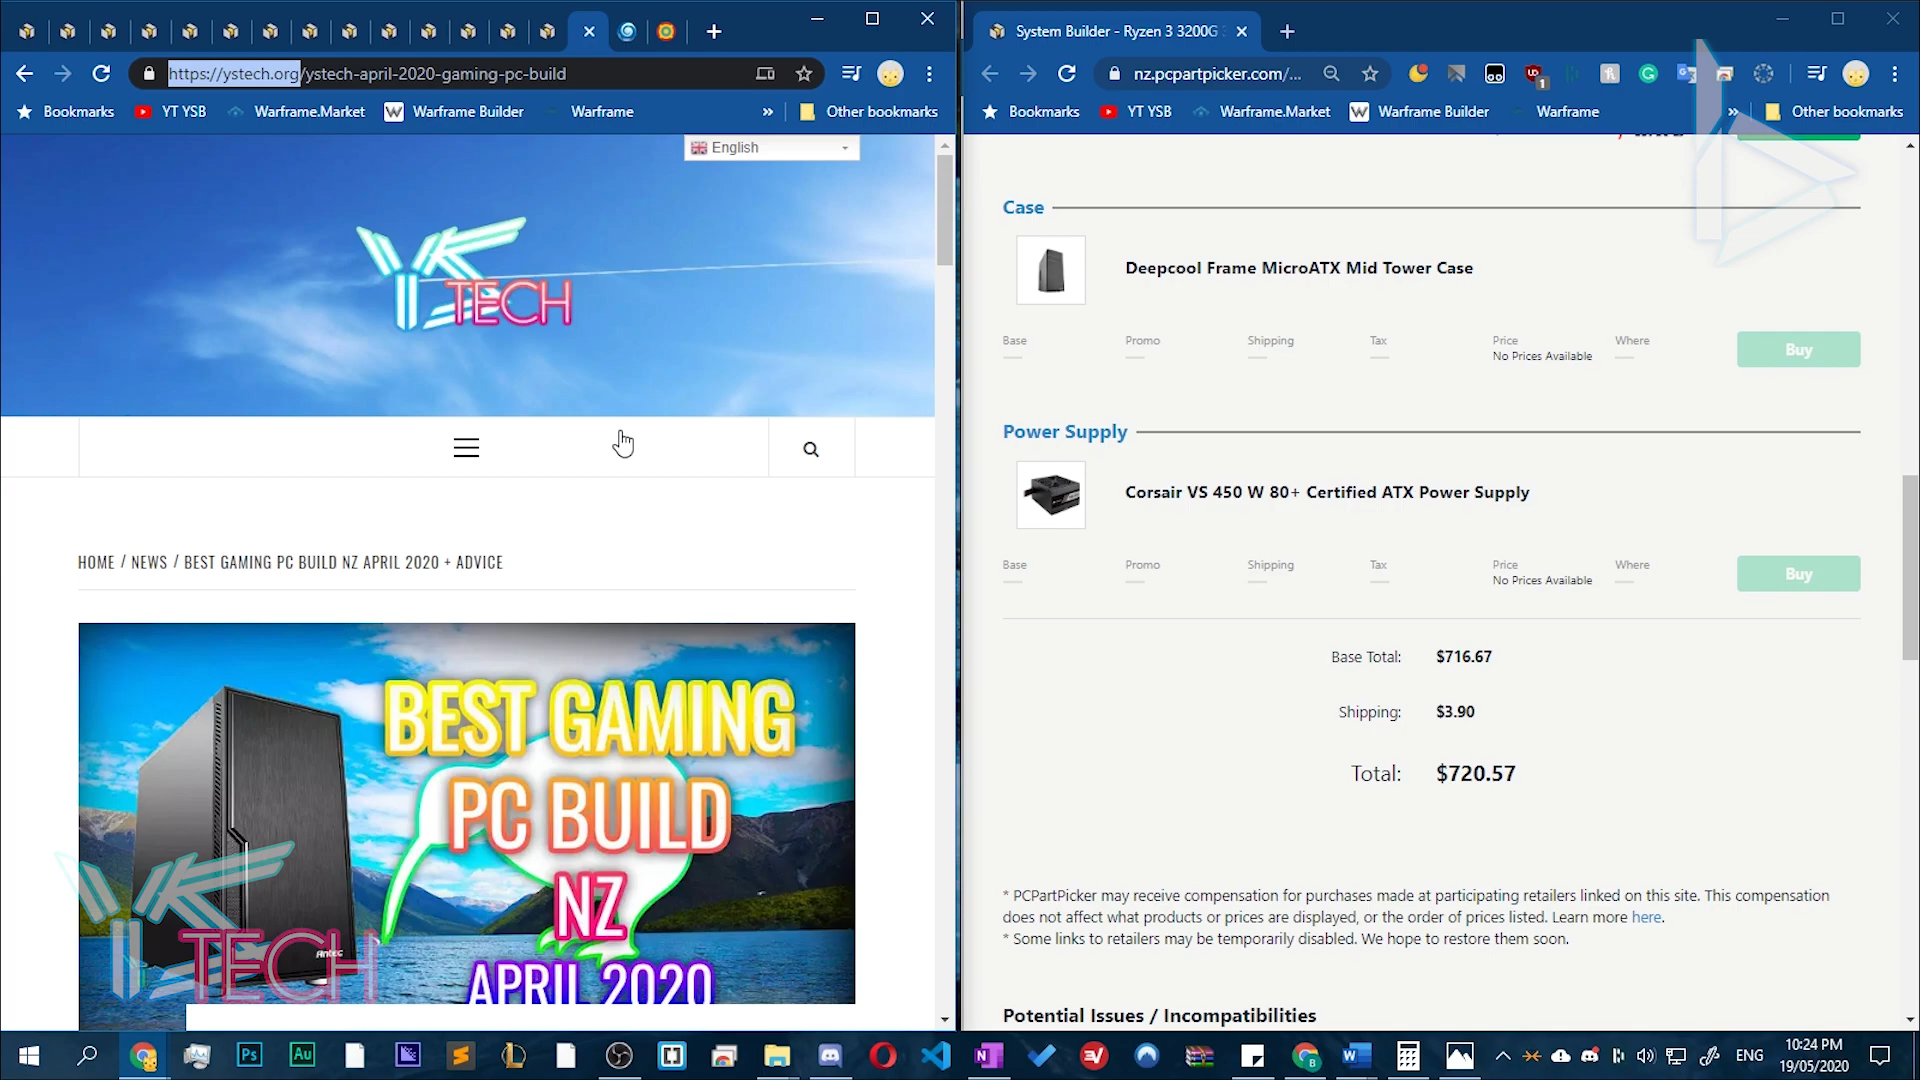 https://ystech.org/ystech-april-2020-gaming-pc-build
Bookmarks
YT YSB
Warframe.Market
Warframe Builder
Warframe
»
Other bookmarks
English
YS
TECH
HOME / NEWS / BEST GAMING PC BUILD NZ APRIL 2020 + ADVICE
BEST GAMING
PC BUILD
NZ
APRIL 2020
Antec
YS
TECH
System Builder - Ryzen 3 3200G
nz.pcpartpicker.com/...
Bookmarks
YT YSB
Warframe.Market
Warframe Builder
Warframe
»
Other bookmarks
Case
Deepcool Frame MicroATX Mid Tower Case
Base Promo Shipping Tax Price Where
No Prices Available
Buy
Power Supply
Corsair VS 450 W 80+ Certified ATX Power Supply
Base Promo Shipping Tax Price Where
No Prices Available
Buy
Base Total: $716.67
Shipping: $3.90
Total: $720.57
* PCPartPicker may receive compensation for purchases made at participating retailers linked on this site. This compensation
does not affect what products or prices are displayed, or the order of prices listed. Learn more here.
* Some links to retailers may be temporarily disabled. We hope to restore them soon.
Potential Issues / Incompatibilities
Ps
Au
ENG
10:24 PM
19/05/2020